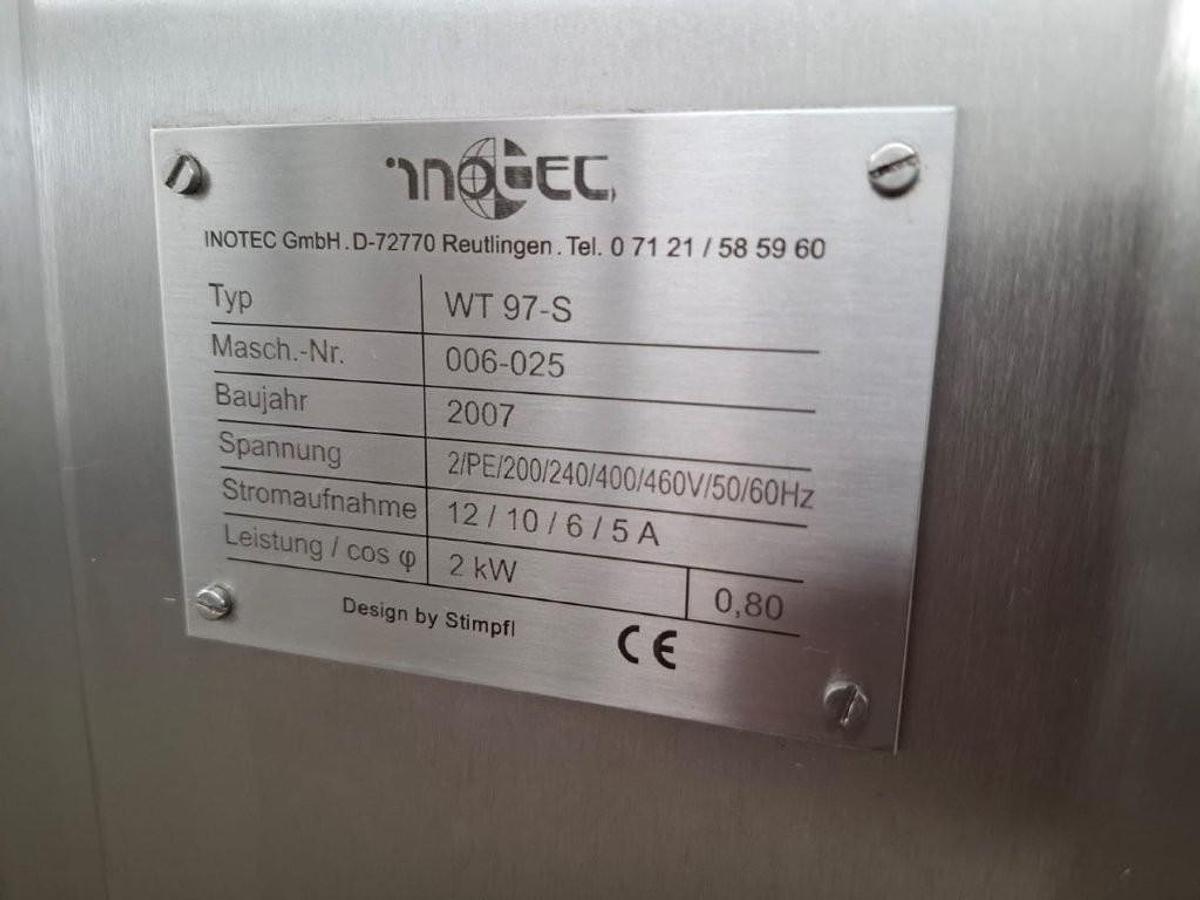 inotec
INOTEC GmbH . D-72770 Reutlingen . Tel. 0 71 21 / 58 59 60
Typ WT 97-S
Masch.-Nr. 006-025
Baujahr 2007
Spannung 2/PE/200/240/400/460V/50/60Hz
Stromaufnahme 12 / 10 / 6 / 5 A
Leistung / cos φ 2 kW 0,80
Design by Stimpfl
CE